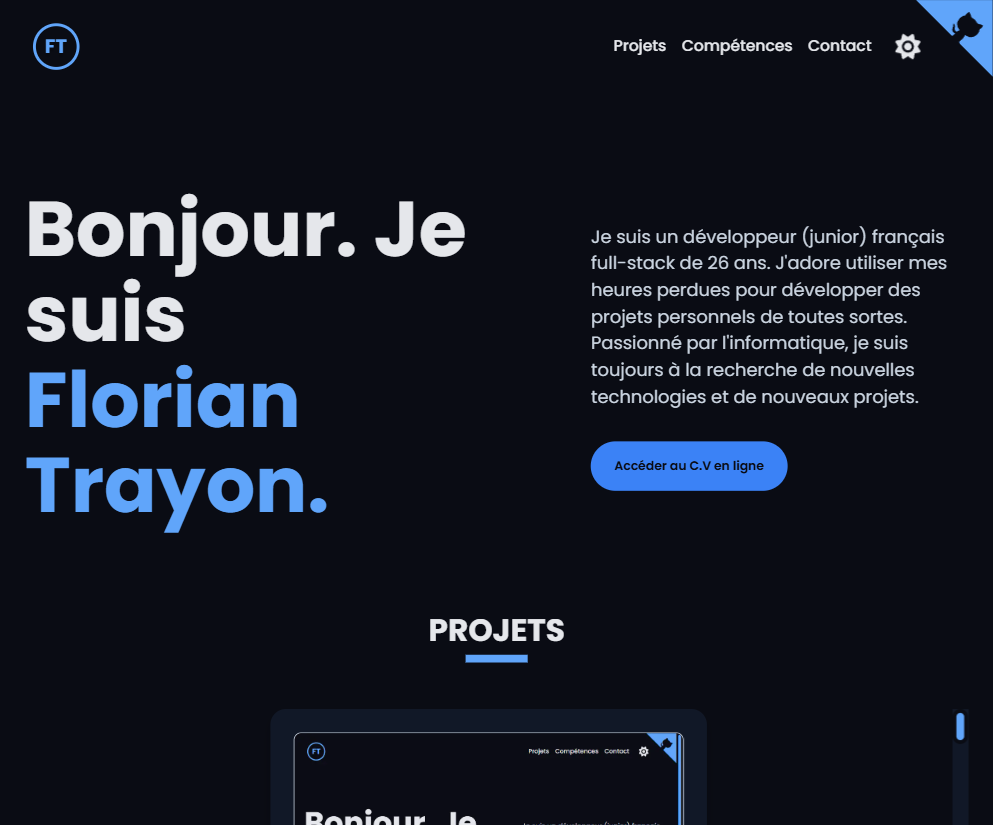 FT
Projets Compétences Contact
Bonjour. Je
suis
Florian
Trayon.
Je suis un développeur (junior) français
full-stack de 26 ans. J'adore utiliser mes
heures perdues pour développer des
projets personnels de toutes sortes.
Passionné par l'informatique, je suis
toujours à la recherche de nouvelles
technologies et de nouveaux projets.
Accéder au C.V en ligne
PROJETS
FT
Projets Compétences Contact
Bonjour. Je